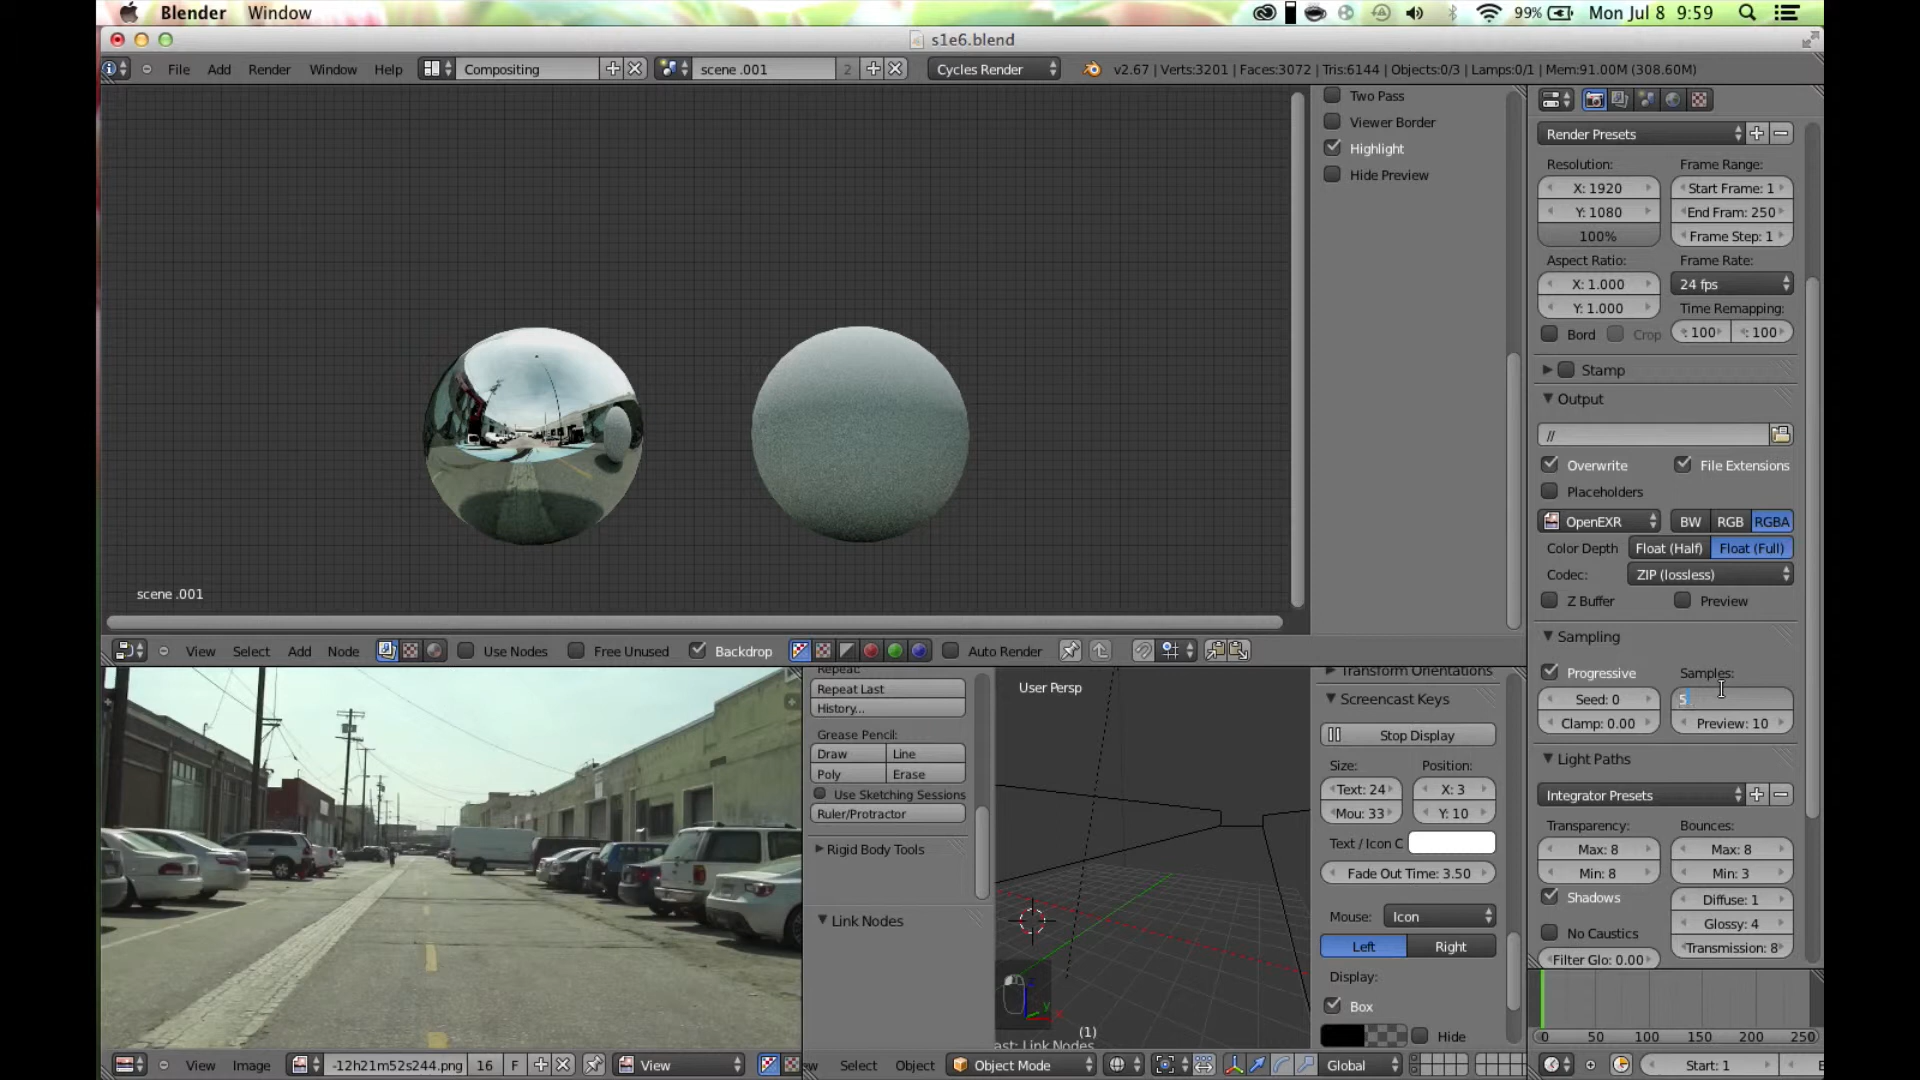 Blender Window 99% Mon Jul 8 9:59
s1e6.blend
File Add Render Window Help Compositing scene .001 2 Cycles Render v2.67 | Verts:3201 | Faces:3072 | Tris:6144 | Objects:0/3 | Lamps:0/1 | Mem:91.00M (308.60M)
Two Pass
Viewer Border
Highlight
Hide Preview
scene .001
View Select Add Node Use Nodes Free Unused Backdrop Auto Render
Render Presets
Resolution: Frame Range:
X: 1920 Start Frame: 1
Y: 1080 End Fram: 250
100% Frame Step: 1
Aspect Ratio: Frame Rate:
X: 1.000 24 fps
Y: 1.000 Time Remapping:
Bord Crop : 100 : 100
Stamp
Output
//
Overwrite File Extensions
Placeholders
OpenEXR BW RGB RGBA
Color Depth Float (Half) Float (Full)
Codec: ZIP (lossless)
Z Buffer Preview
Sampling
Progressive Samples:
Seed: 0 5
Clamp: 0.00 Preview: 10
Light Paths
Integrator Presets
Transparency: Bounces:
Max: 8 Max: 8
Min: 8 Min: 3
Shadows Diffuse: 1
Glossy: 4
No Caustics
Transmission: 8
Filter Glo: 0.00
0 50 100 150 200 250
Start: 1
Repeat:
Repeat Last
History...
Grease Pencil:
Draw Line
Poly Erase
Use Sketching Sessions
Ruler/Protractor
Rigid Body Tools
Link Nodes
User Persp
(1)
ast: Link Nodes
Transform Orientations
Screencast Keys
Stop Display
Size: Position:
Text: 24 X: 3
Mou: 33 Y: 10
Text / Icon C
Fade Out Time: 3.50
Mouse: Icon
Left Right
Display:
Box
Hide
View Image -12h21m52s244.png 16 F View
Select Object Object Mode Global